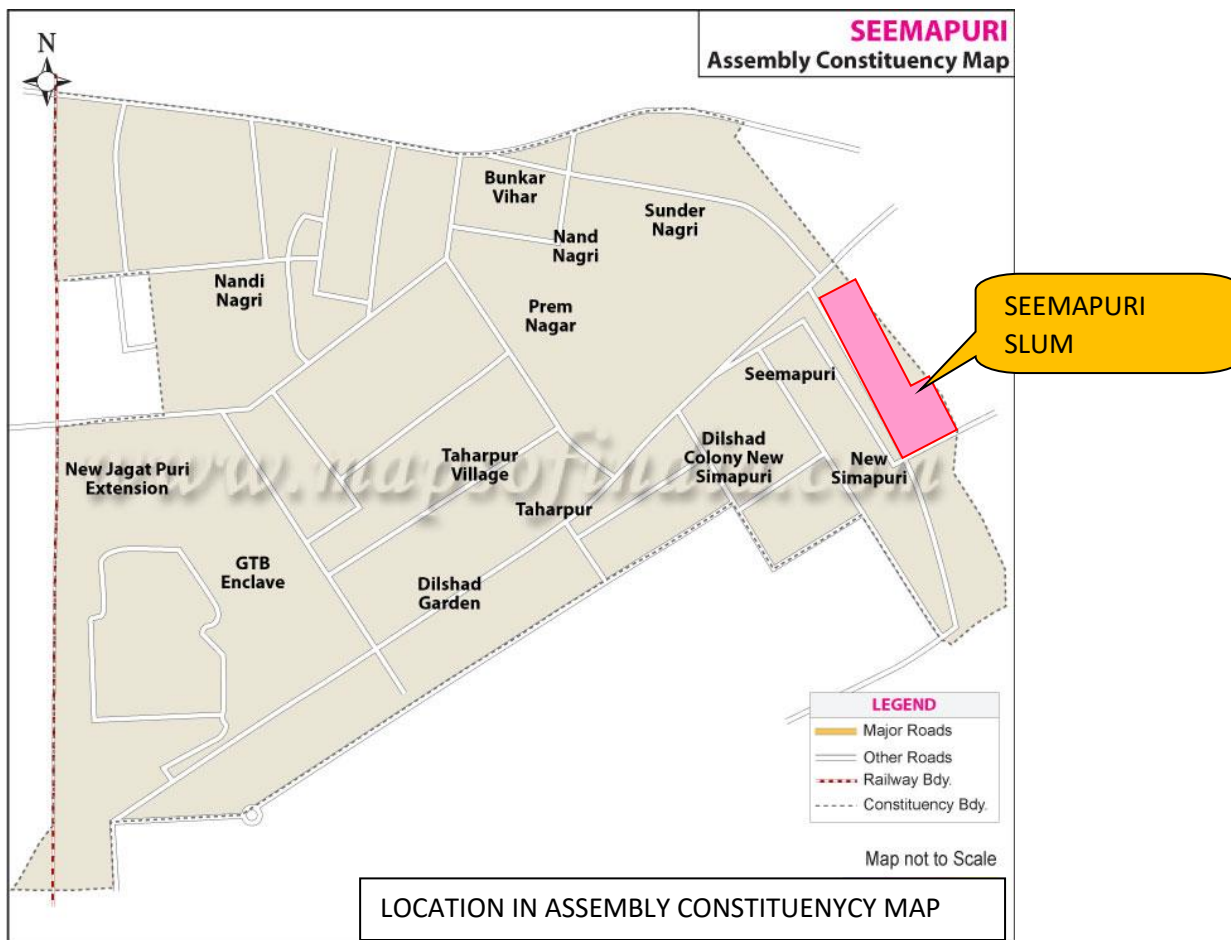 SEEMAPURI
Assembly Constituency Map
N
Bunkar
Vihar
Sunder
Nagri
Nand
Nagri
Nandi
Nagri
Prem
Nagar
SEEMAPURI
SLUM
Seemapuri
Dilshad
Colony New
Simapuri
New
Simapuri
Taharpur
Village
New Jagat Puri
Extension
www.mapsofindia.com
Taharpur
GTB
Enclave
Dilshad
Garden
LEGEND
Major Roads
Other Roads
Railway Bdy.
Constituency Bdy.
Map not to Scale
LOCATION IN ASSEMBLY CONSTITUENYCY MAP